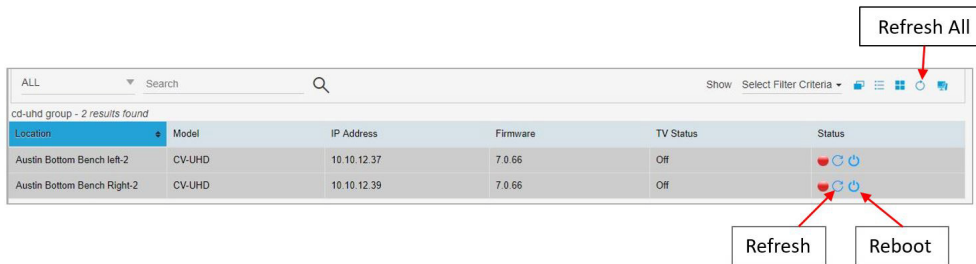 Refresh All
ALL Search Show Select Filter Criteria
cd-uhd group - 2 results found
Location Model IP Address Firmware TV Status Status
Austin Bottom Bench left-2 CV-UHD 10.10.12.37 7.0.66 Off
Austin Bottom Bench Right-2 CV-UHD 10.10.12.39 7.0.66 Off
Refresh Reboot